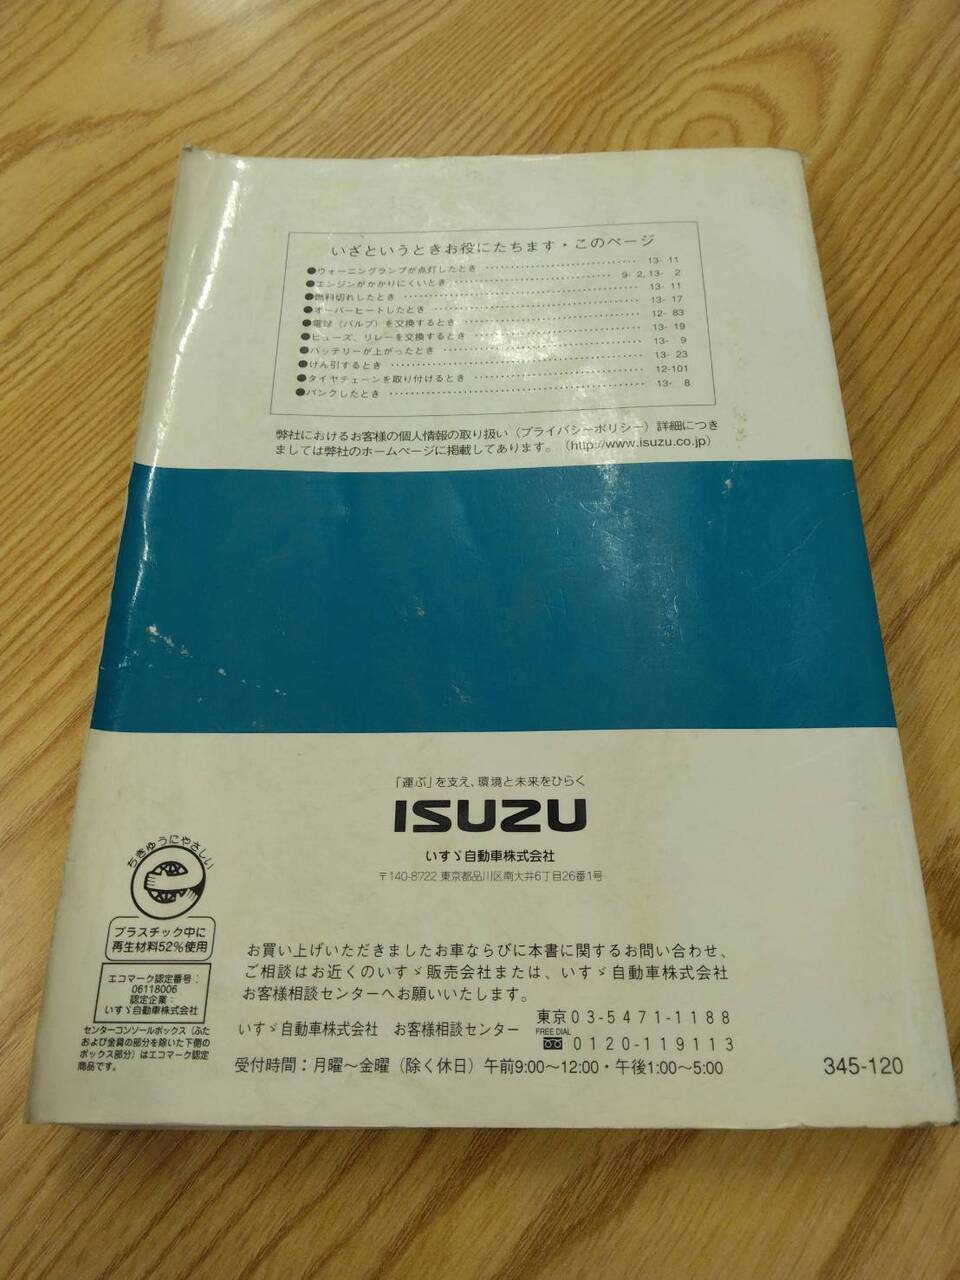 いざというときお役にたちます・このページ
●ウォーニングランプが点灯したとき 13- 11
●エンジンがかかりにくいとき 9- 2,13- 2
●燃料切れしたとき 13- 11
●オーバーヒートしたとき 13- 17
●電球（バルブ）を交換するとき 12- 83
●ヒューズ、リレーを交換するとき 13- 19
●バッテリーが上がったとき 13- 9
●けん引するとき 13- 23
●タイヤチェーンを取り付けるとき 12-101
●パンクしたとき 13- 8
弊社におけるお客様の個人情報の取り扱い（プライバシーポリシー）詳細につき
ましては弊社のホームページに掲載してあります。（http://www.isuzu.co.jp）
「運ぶ」を支え、環境と未来をひらく
ISUZU
いすゞ自動車株式会社
〒140-8722 東京都品川区南大井6丁目26番1号
ちきゅうにやさしい
プラスチック中に
再生材料52%使用
エコマーク認定番号：
06118006
認定企業：
いすゞ自動車株式会社
センターコンソールボックス（ふた
および金具の部分を除いた下側の
ボックス部分）はエコマーク認定
商品です。
お買い上げいただきましたお車ならびに本書に関するお問い合わせ、
ご相談はお近くのいすゞ販売会社または、いすゞ自動車株式会社
お客様相談センターへお願いいたします。
いすゞ自動車株式会社 お客様相談センター 東京03-5471-1188
FREE DIAL
0120-119113
受付時間：月曜～金曜（除く休日）午前9:00～12:00・午後1:00～5:00
345-120